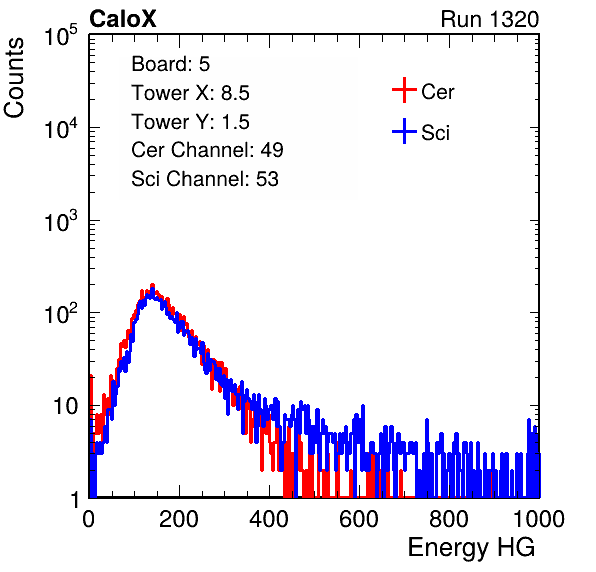 CaloX Run 1320
Counts
Board: 5
Tower X: 8.5
Tower Y: 1.5
Cer Channel: 49
Sci Channel: 53
Cer
Sci
10^5
10^4
10^3
10^2
10
1
0 200 400 600 800 1000
Energy HG